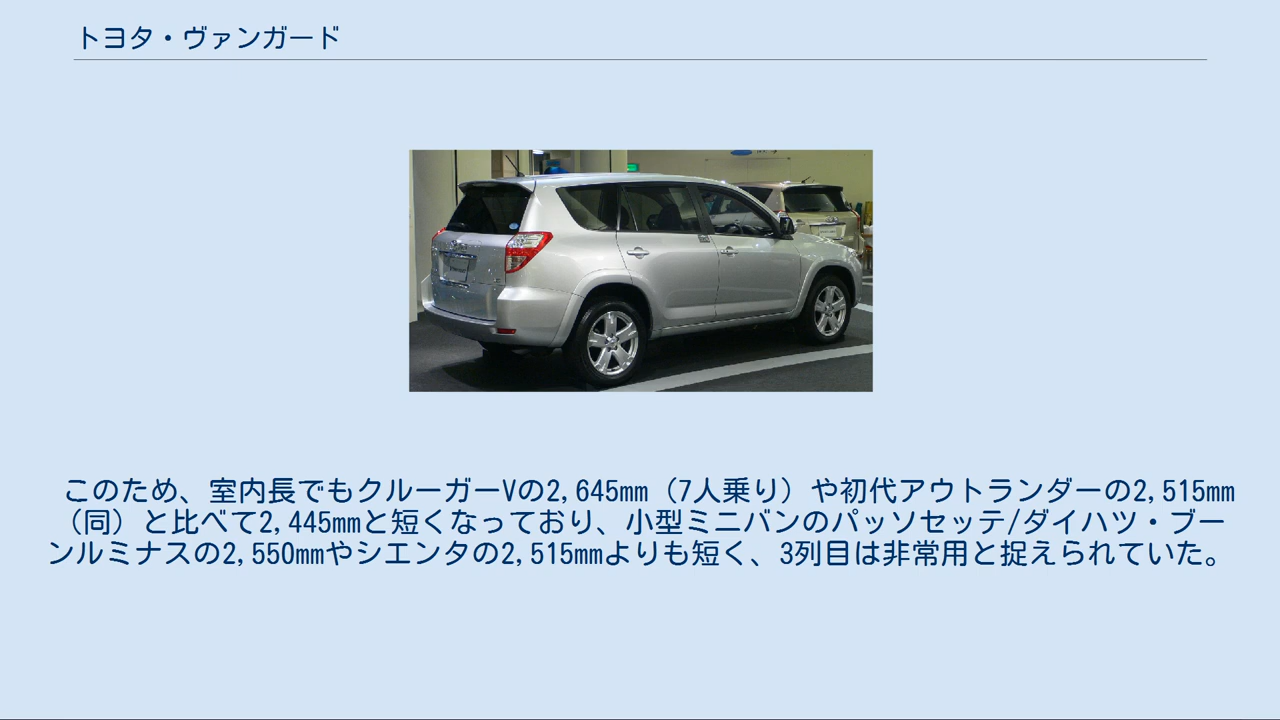 トヨタ・ヴァンガード
このため、室内長でもクルーガーVの2,645mm（7人乗り）や初代アウトランダーの2,515mm
（同）と比べて2,445mmと短くなっており、小型ミニバンのパッソセッテ/ダイハツ・ブー
ンルミナスの2,550mmやシエンタの2,515mmよりも短く、3列目は非常用と捉えられていた。